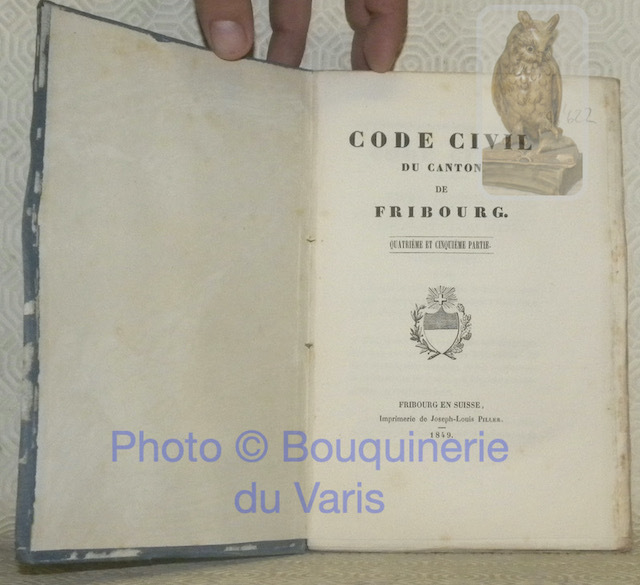 CODE CIVIL
DU CANTON
DE
FRIBOURG.
QUATRIÈME ET CINQUIÈME PARTIE.
FRIBOURG EN SUISSE,
Imprimerie de Joseph-Louis PILLER.
1849.
Photo © Bouquinerie
du Varis